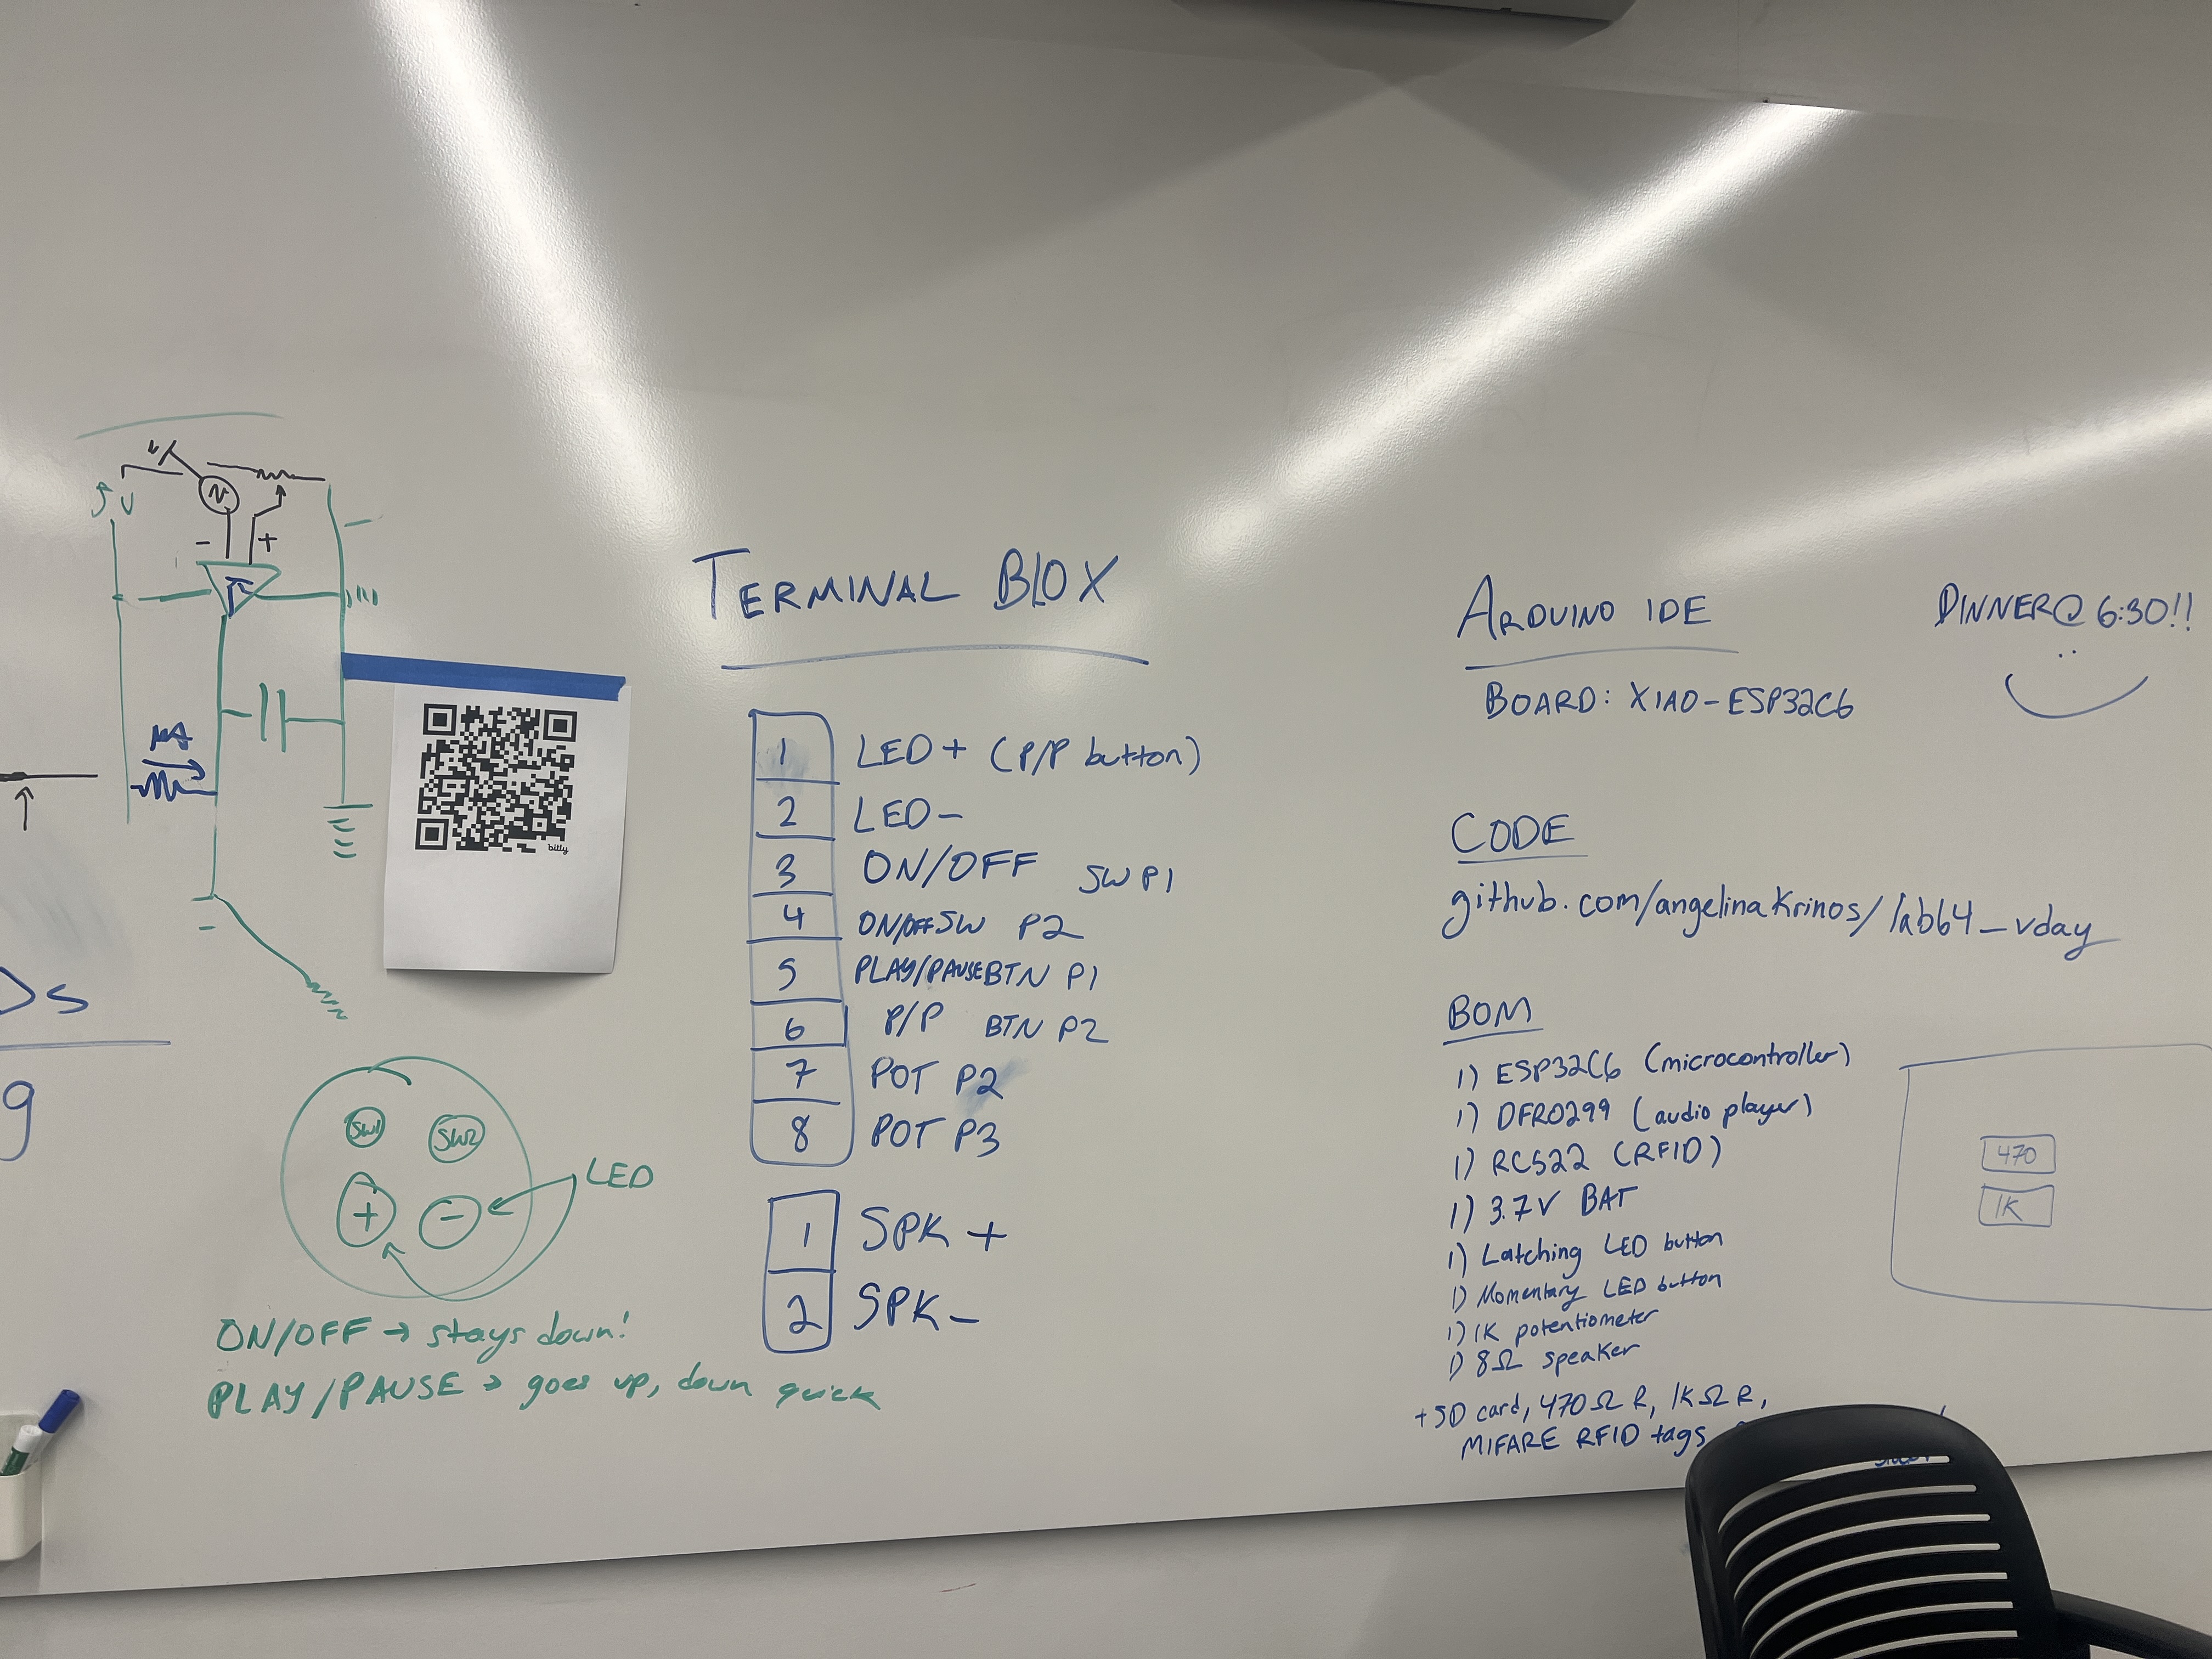 5V
-
+
µA
bitly
Ds
g
SW1
SW2
+
-
LED
ON/OFF → stays down!
PLAY/PAUSE → goes up, down quick
TERMINAL BLOX
1 LED+ (P/P button)
2 LED-
3 ON/OFF SW P1
4 ON/OFF SW P2
5 PLAY/PAUSE BTN P1
6 P/P BTN P2
7 POT P2
8 POT P3
1 SPK +
2 SPK -
ARDUINO IDE
BOARD: XIAO-ESP32C6
DINNER@ 6:30!!
CODE
github.com/angelinakrinos/lab64_vday
BOM
1) ESP32C6 (microcontroller)
1) DFR0299 (audio player)
1) RC522 (RFID)
1) 3.7V BAT
1) Latching LED button
1) Momentary LED button
1) 1K potentiometer
1) 8Ω speaker
+SD card, 470Ω R, 1KΩ R,
MIFARE RFID tags
470
1K